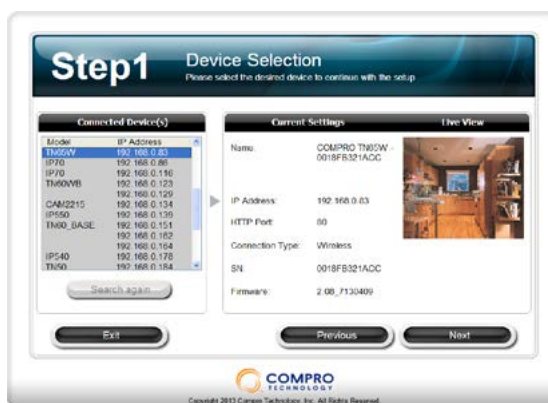 Step1
Device Selection
Please select the desired device to continue with the setup
Connected Device(s)
Current Settings
Live View
Model IP Address
TN65W 192.168.0.83
IP70 192.168.0.86
IP70 192.168.0.116
TN60WB 192.168.0.123
192.168.0.129
CAM2215 192.168.0.134
IP550 192.168.0.139
TN60_BASE 192.168.0.151
192.168.0.162
192.168.0.164
IP540 192.168.0.178
TN50 192.168.0.184
Search again
Name COMPRO TN65W -
0018FB321AOC
IP Address: 192.168.0.83
HTTP Port: 80
Connection Type: Wireless
SN 0018FB321AOC
Firmware : 2.08_7130409
Exit
Previous
Next
COMPRO
TECHNOLOGY
Copyright 2013 Compro Technology, Inc. All Rights Reserved.